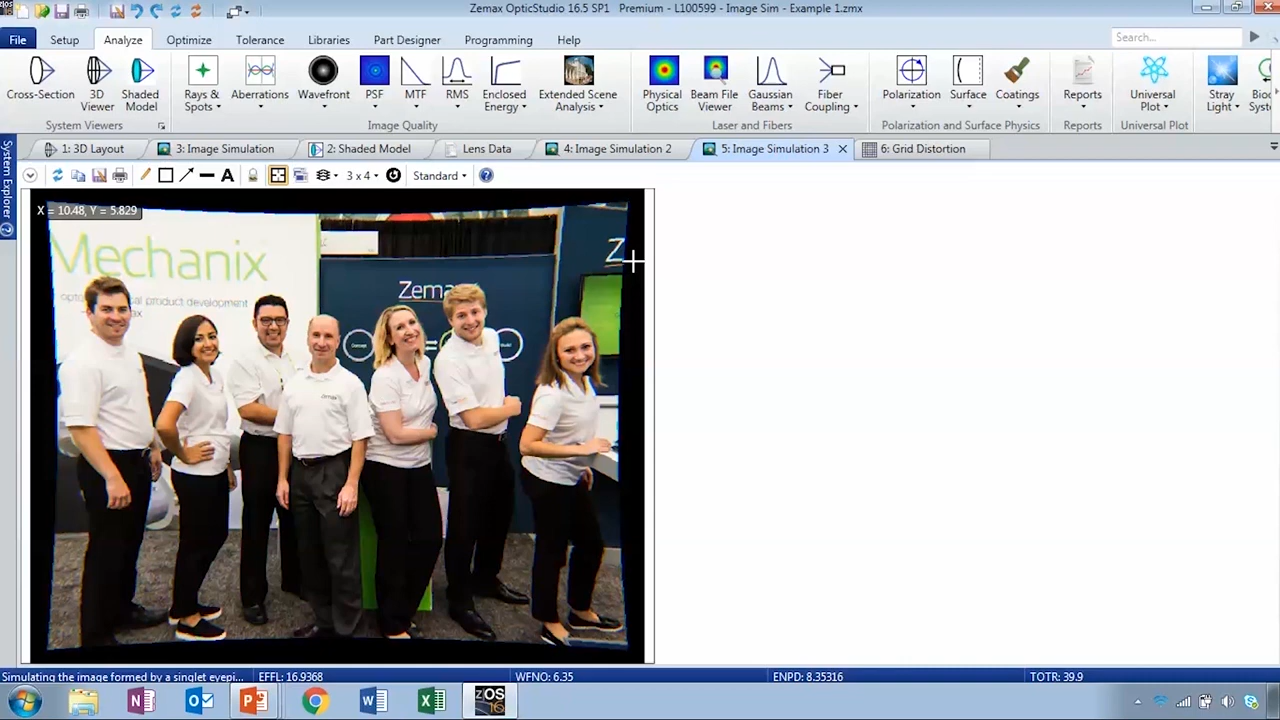 Zemax OpticStudio 16.5 SP1 Premium - L100599 - Image Sim - Example 1.zmx
File Setup Analyze Optimize Tolerance Libraries Part Designer Programming Help Search...
Cross-Section 3D Viewer Shaded Model Rays & Spots Aberrations Wavefront PSF MTF RMS Enclosed Energy Extended Scene Analysis Physical Optics Beam File Viewer Gaussian Beams Fiber Coupling Polarization Surface Coatings Reports Universal Plot Stray Light
System Viewers Image Quality Laser and Fibers Polarization and Surface Physics Reports Universal Plot
1: 3D Layout 3: Image Simulation 2: Shaded Model Lens Data 4: Image Simulation 2 5: Image Simulation 3 6: Grid Distortion
System Explorer
A 3 x 4 Standard
X = 10.48, Y = 5.829
Mechanix
product development
Simulating the image formed by a singlet eyepi... EFFL: 16.9368 WFNO: 6.35 ENPD: 8.35316 TOTR: 39.9